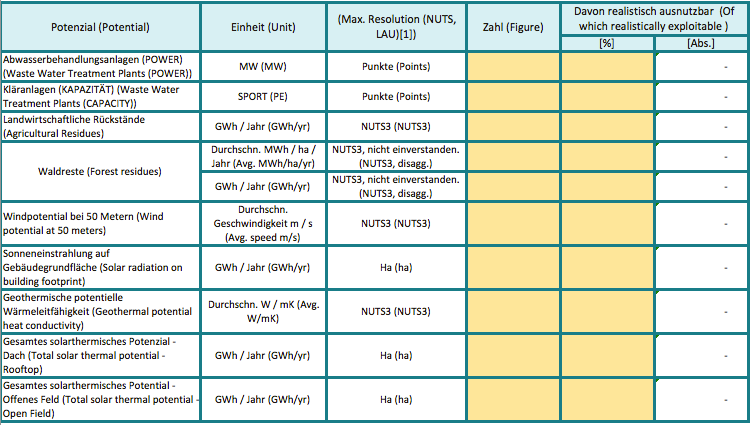 Potenzial (Potential)
Einheit (Unit)
(Max. Resolution (NUTS,
LAU)[1])
Zahl (Figure)
Davon realistisch ausnutzbar (Of
which realistically exploitable )
[%]
[Abs.]
Abwasserbehandlungsanlagen (POWER)
(Waste Water Treatment Plants (POWER))
MW (MW)
Punkte (Points)
-
Kläranlagen (KAPAZITÄT) (Waste Water
Treatment Plants (CAPACITY))
SPORT (PE)
Punkte (Points)
-
Landwirtschaftliche Rückstände
(Agricultural Residues)
GWh / Jahr (GWh/yr)
NUTS3 (NUTS3)
-
Waldreste (Forest residues)
Durchschn. MWh / ha /
Jahr (Avg. MWh/ha/yr)
NUTS3, nicht einverstanden.
(NUTS3, disagg.)
-
GWh / Jahr (GWh/yr)
NUTS3, nicht einverstanden.
(NUTS3, disagg.)
-
Windpotential bei 50 Metern (Wind
potential at 50 meters)
Durchschn.
Geschwindigkeit m / s
(Avg. speed m/s)
NUTS3 (NUTS3)
-
Sonneneinstrahlung auf
Gebäudegrundfläche (Solar radiation on
building footprint)
GWh / Jahr (GWh/yr)
Ha (ha)
-
Geothermische potentielle
Wärmeleitfähigkeit (Geothermal potential
heat conductivity)
Durchschn. W / mK (Avg.
W/mK)
NUTS3 (NUTS3)
-
Gesamtes solarthermisches Potenzial -
Dach (Total solar thermal potential -
Rooftop)
GWh / Jahr (GWh/yr)
Ha (ha)
-
Gesamtes solarthermisches Potential -
Offenes Feld (Total solar thermal potential -
Open Field)
GWh / Jahr (GWh/yr)
Ha (ha)
-